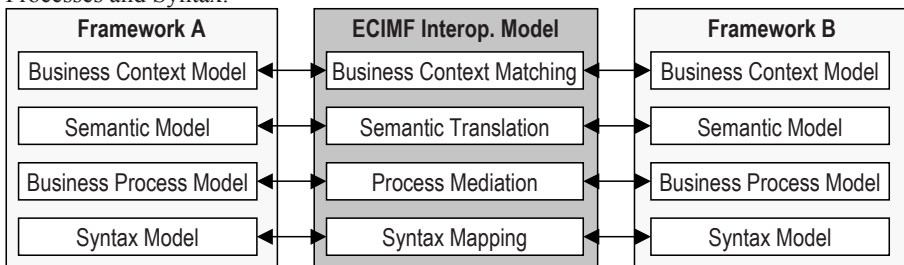 Processes and Syntax.
Framework A ECIMF Interop. Model Framework B
Business Context Model Business Context Matching Business Context Model
Semantic Model Semantic Translation Semantic Model
Business Process Model Process Mediation Business Process Model
Syntax Model Syntax Mapping Syntax Model